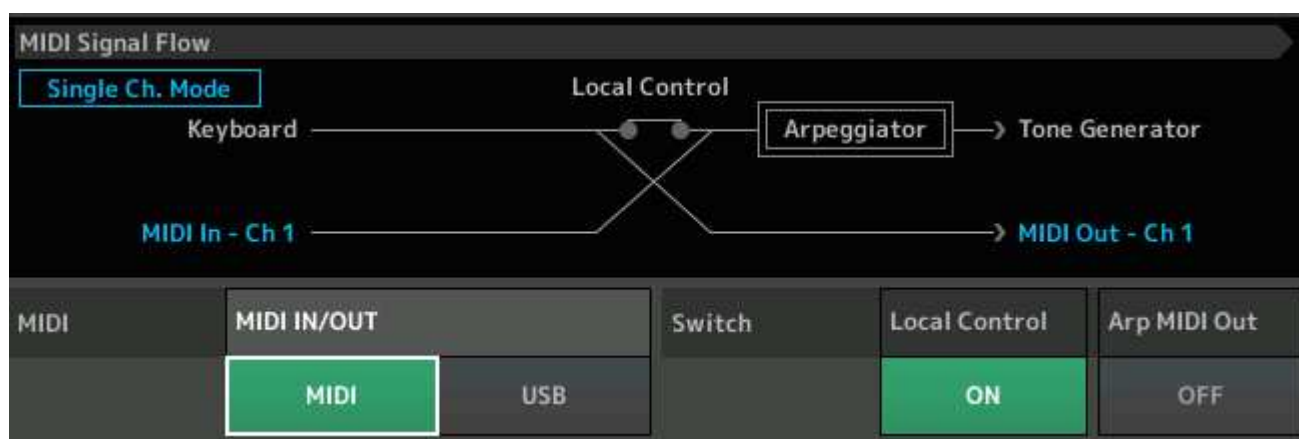 MIDI Signal Flow
Single Ch. Mode
Local Control
Keyboard
Arpeggiator
Tone Generator
MIDI In - Ch 1
MIDI Out - Ch 1
MIDI
MIDI IN/OUT
Switch
Local Control
Arp MIDI Out
MIDI
USB
ON
OFF